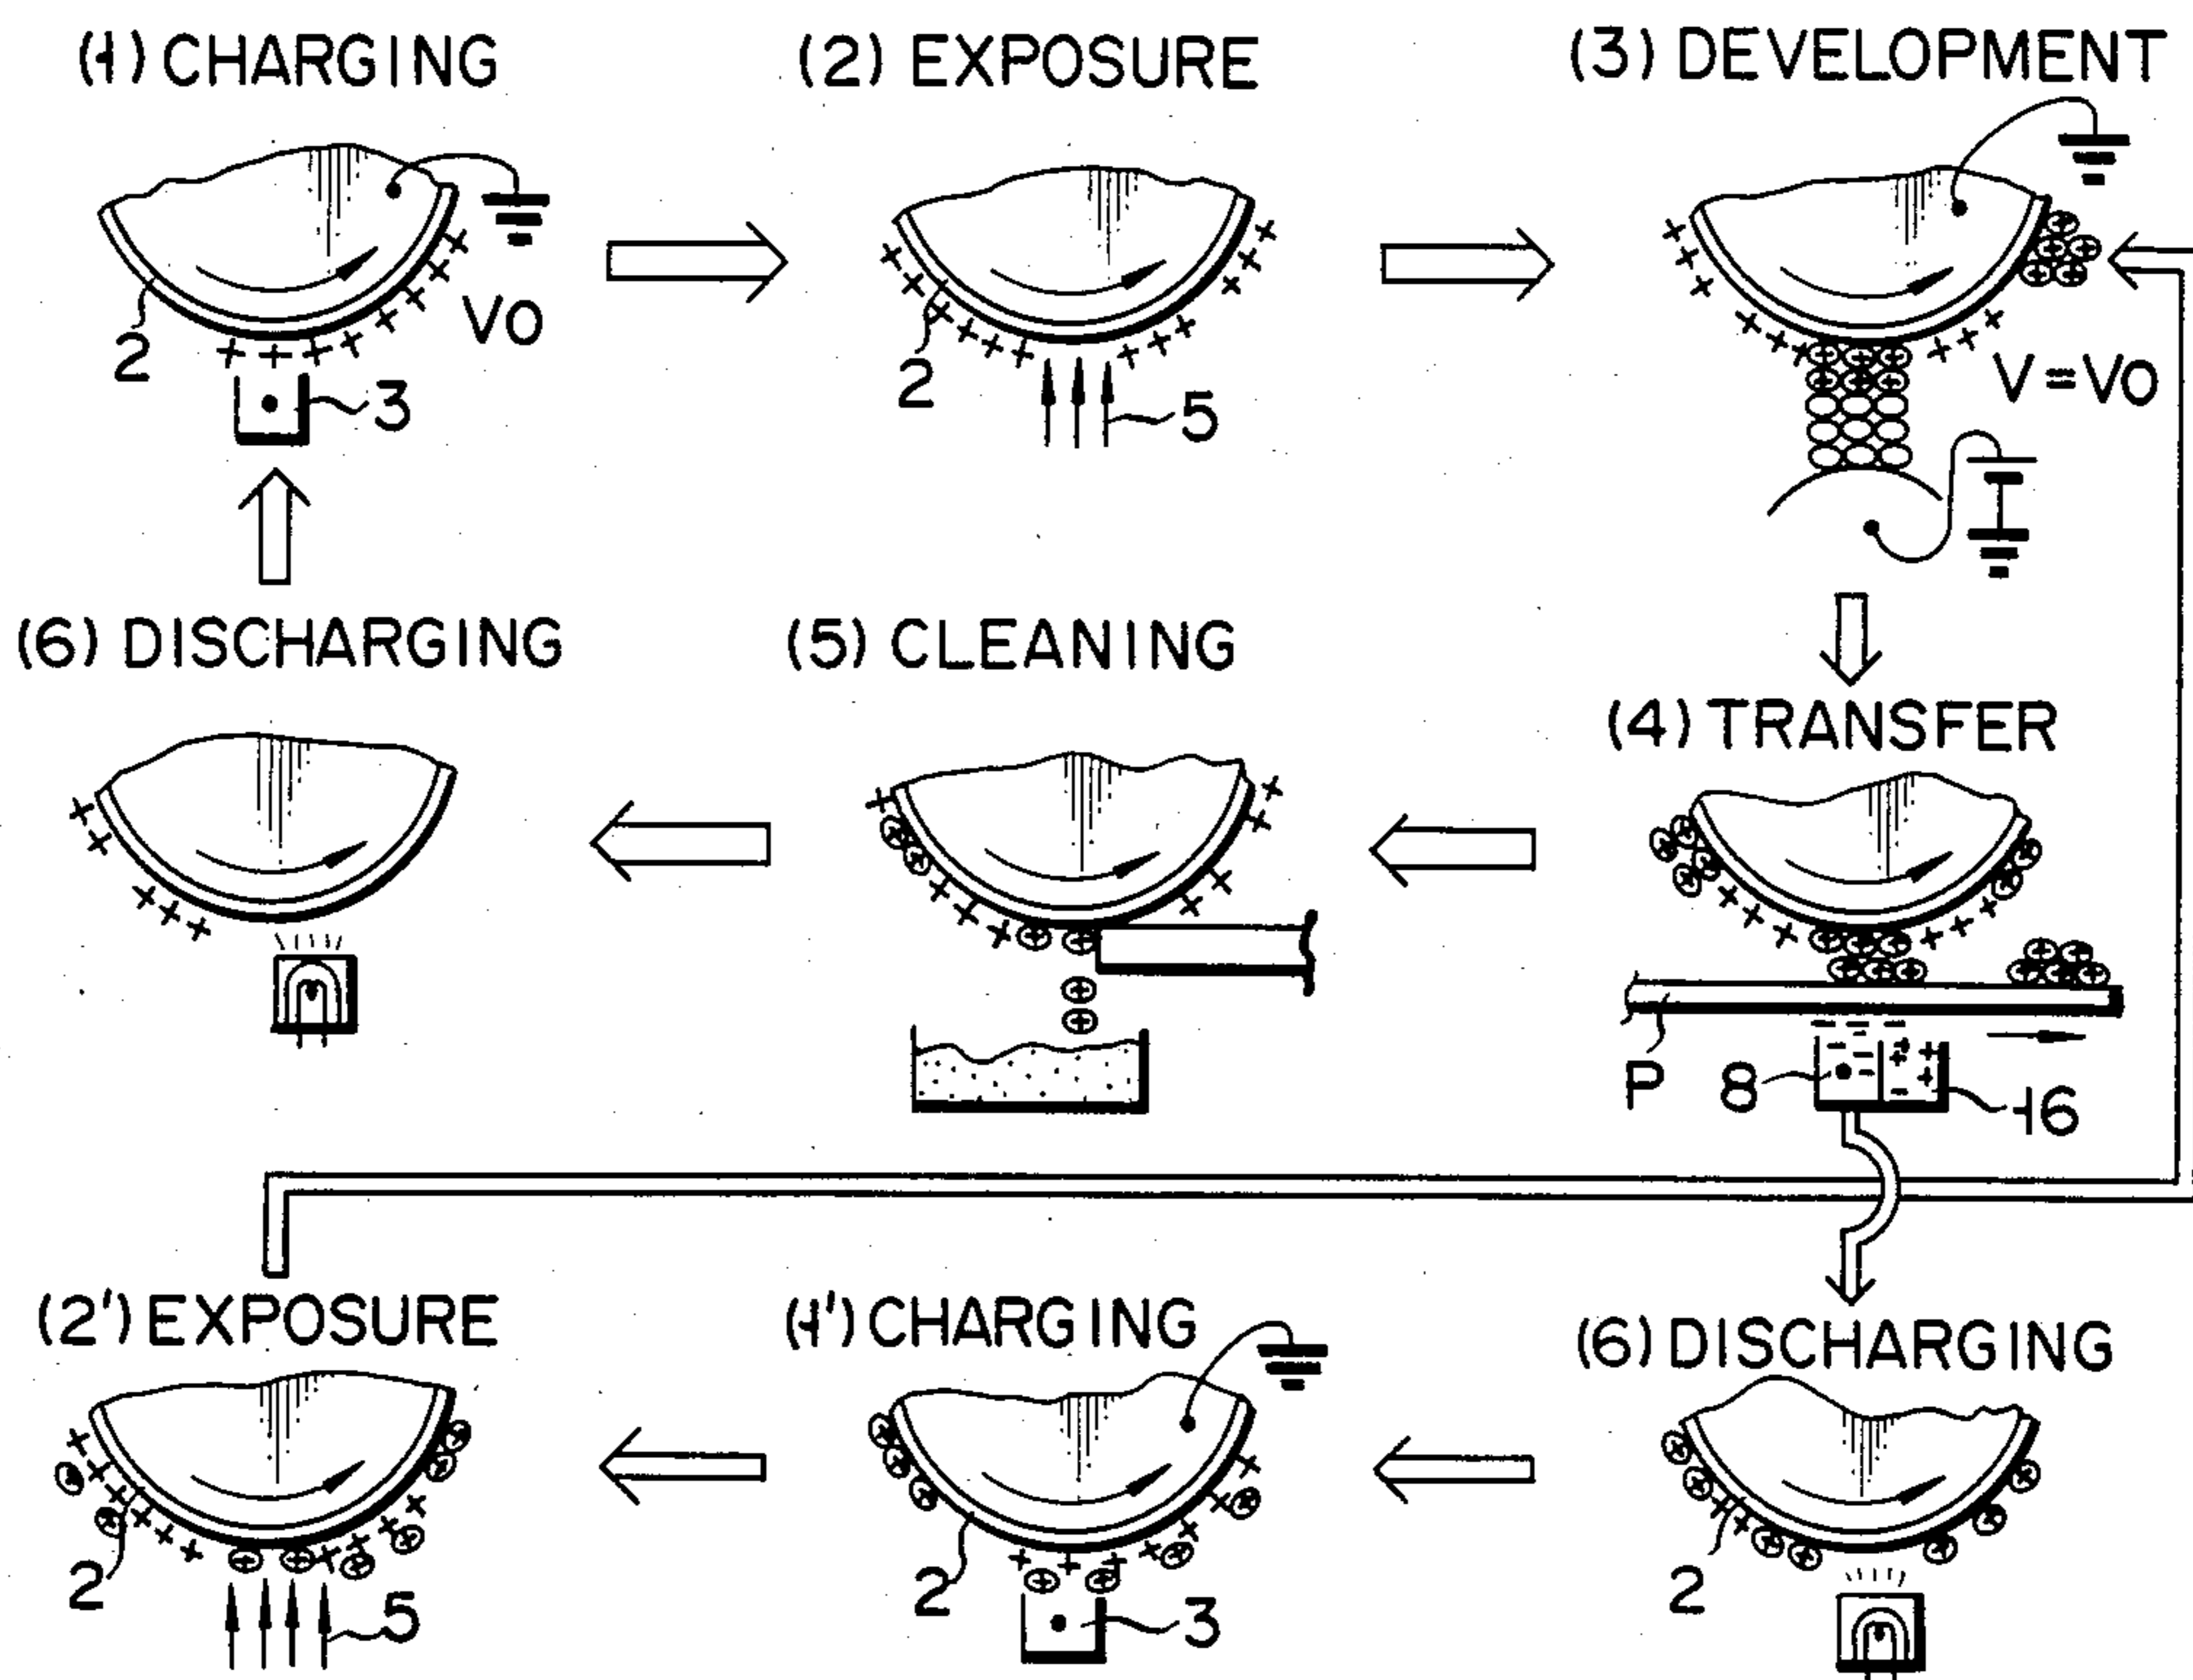 (1) CHARGING
(2) EXPOSURE
(3) DEVELOPMENT
2
VO
3
2
5
V=VO
(6) DISCHARGING
(5) CLEANING
(4) TRANSFER
P
8
16
(2') EXPOSURE
(1') CHARGING
(6) DISCHARGING
2
5
2
3
2